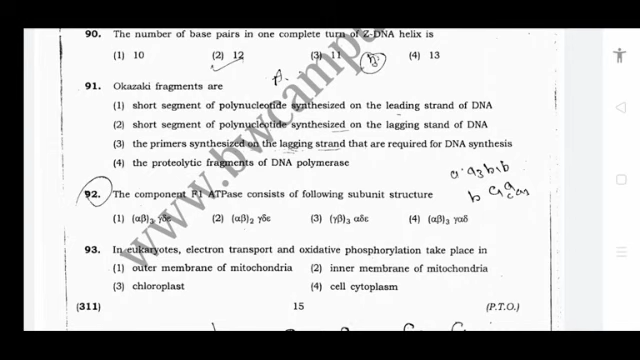 90. The number of base pairs in one complete turn of Z-DNA helix is
(1) 10 (2) 12 (3) 11 (4) 13
91. Okazaki fragments are
(1) short segment of polynucleotide synthesized on the leading strand of DNA
(2) short segment of polynucleotide synthesized on the lagging stand of DNA
(3) the primers synthesized on the lagging strand that are required for DNA synthesis
(4) the proteolytic fragments of DNA polymerase
92. The component F1 ATPase consists of following subunit structure
(1) (αβ)3 γδε (2) (αβ)2 γδε (3) (γβ)3 αδε (4) (αβ)3 γαδ
93. In eukaryotes, electron transport and oxidative phosphorylation take place in
(1) outer membrane of mitochondria (2) inner membrane of mitochondria
(3) chloroplast (4) cell cytoplasm
(311) 15 (P.T.O.)